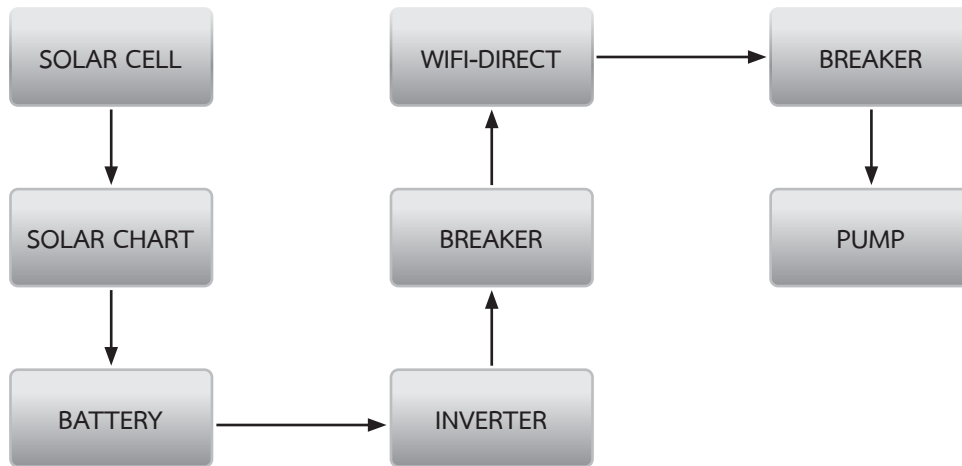 SOLAR CELL
SOLAR CHART
BATTERY
INVERTER
BREAKER
WIFI-DIRECT
BREAKER
PUMP